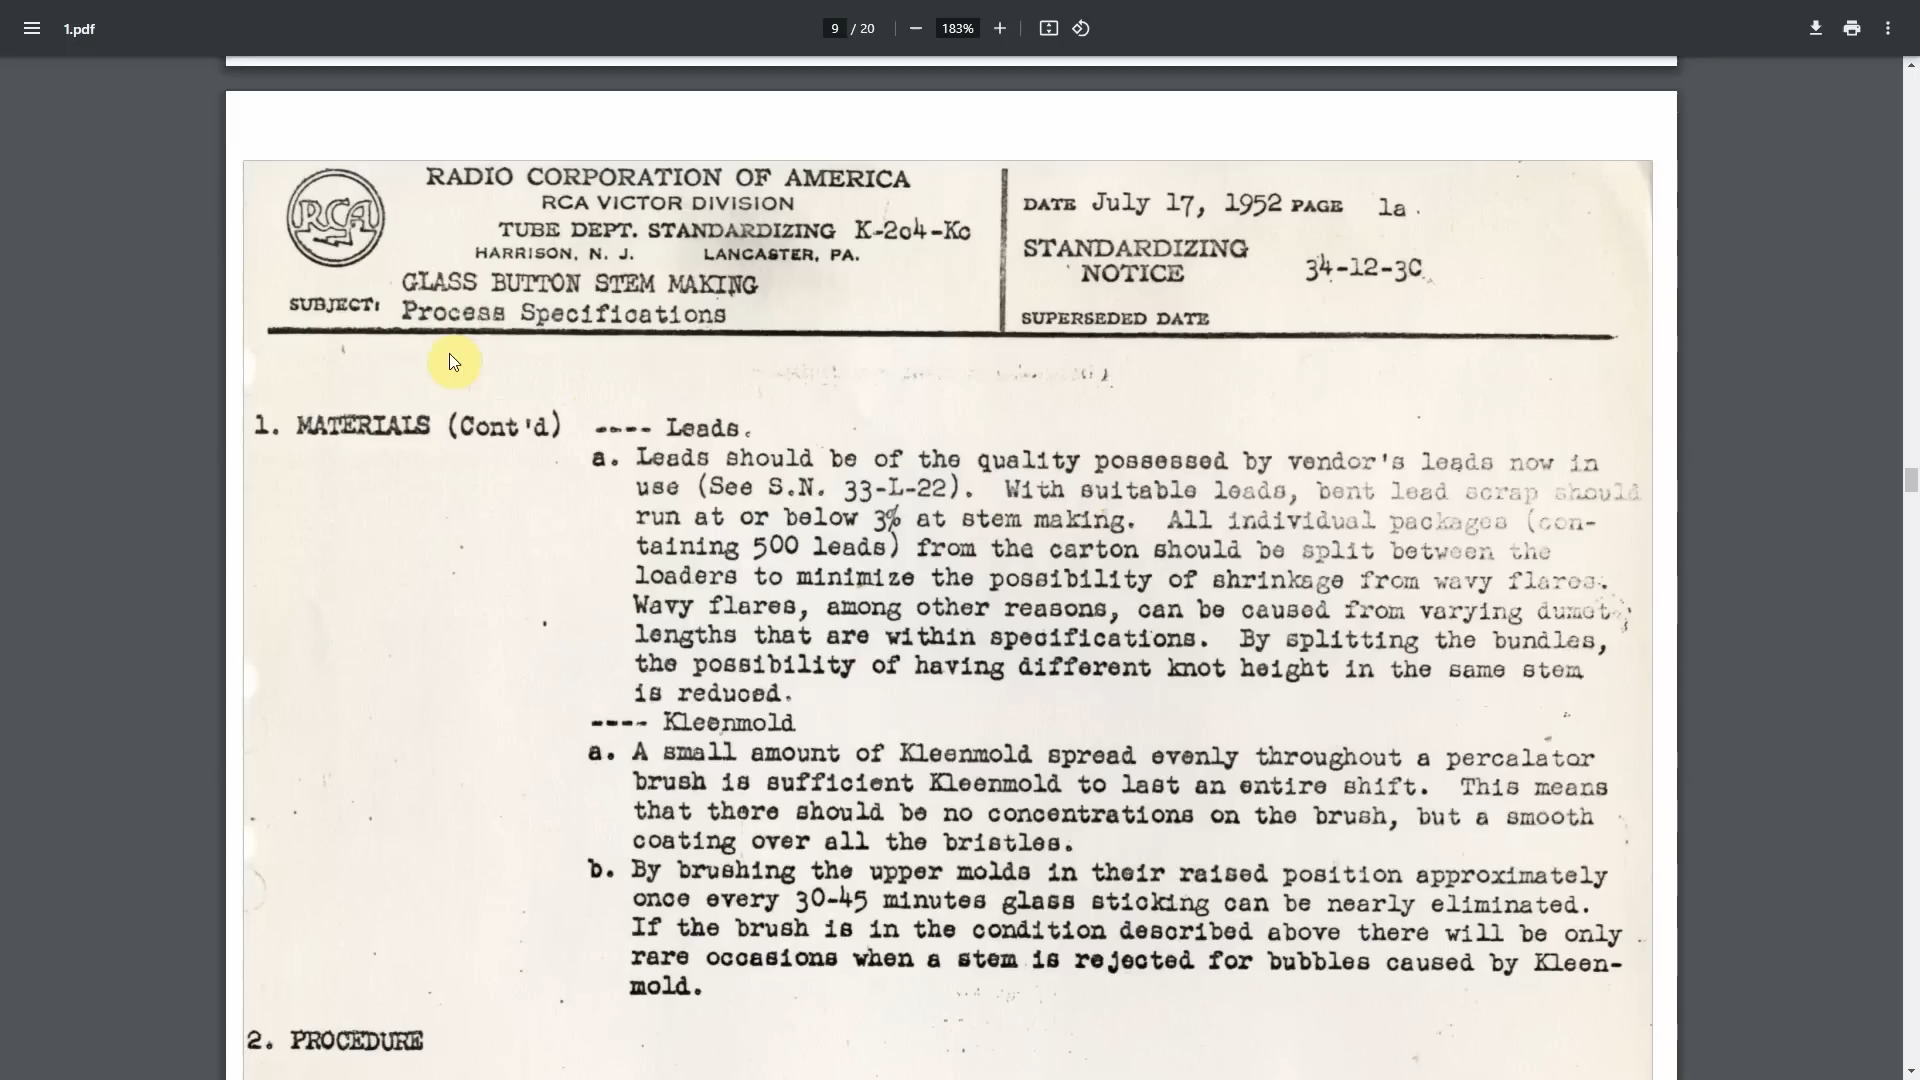 1.pdf
9 / 20
183%
RADIO CORPORATION OF AMERICA
RCA VICTOR DIVISION
TUBE DEPT. STANDARDIZING K-204-Kc
HARRISON, N. J. LANCASTER, PA.
RCA
GLASS BUTTON STEM MAKING
SUBJECT: Process Specifications
DATE July 17, 1952 PAGE 1a.
STANDARDIZING
NOTICE 34-12-3C
SUPERSEDED DATE
1. MATERIALS (Cont'd) ---- Leads.
a. Leads should be of the quality possessed by vendor's leads now in
use (See S.N. 33-L-22). With suitable leads, bent lead scrap should
run at or below 3% at stem making. All individual packages (con-
taining 500 leads) from the carton should be split between the
loaders to minimize the possibility of shrinkage from wavy flares.
Wavy flares, among other reasons, can be caused from varying dumet
lengths that are within specifications. By splitting the bundles,
the possibility of having different knot height in the same stem
is reduced.
---- Kleenmold
a. A small amount of Kleenmold spread evenly throughout a percalator
brush is sufficient Kleenmold to last an entire shift. This means
that there should be no concentrations on the brush, but a smooth
coating over all the bristles.
b. By brushing the upper molds in their raised position approximately
once every 30-45 minutes glass sticking can be nearly eliminated.
If the brush is in the condition described above there will be only
rare occasions when a stem is rejected for bubbles caused by Kleen-
mold.
2. PROCEDURE